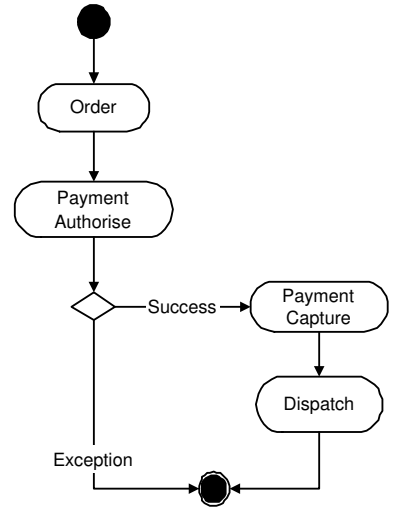 Order
Payment
Authorise
Success
Payment
Capture
Dispatch
Exception